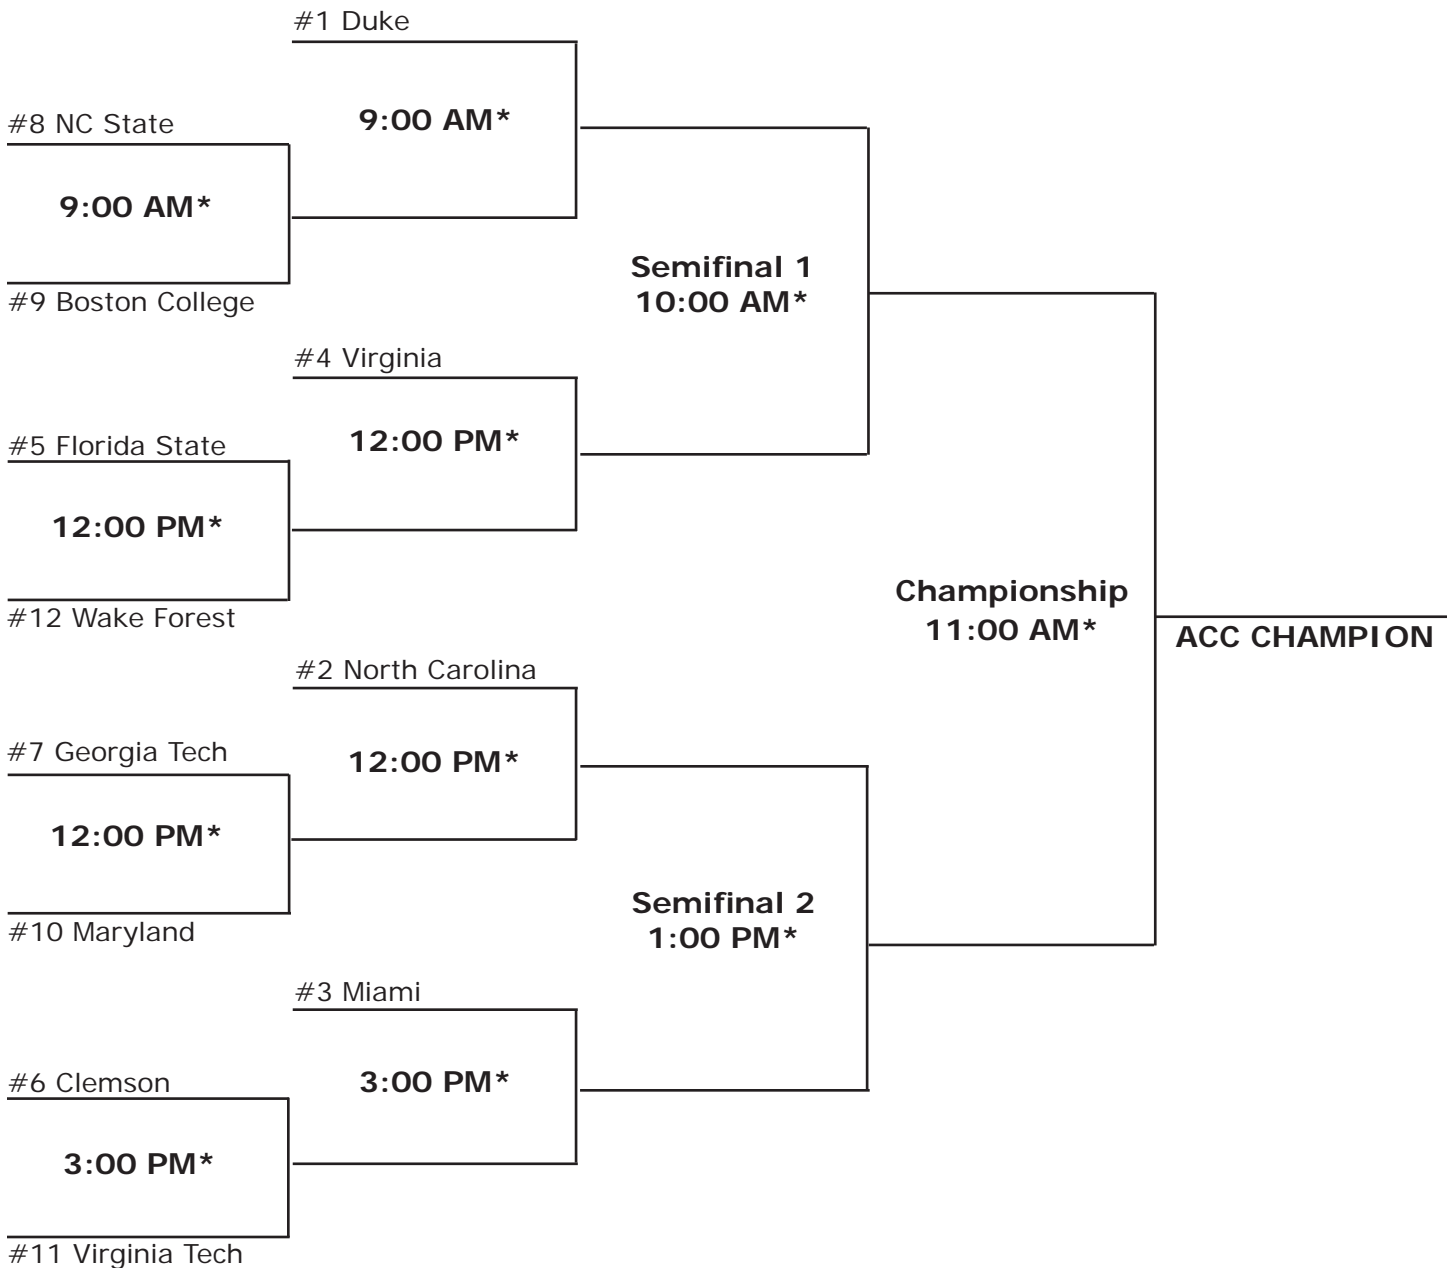 #1 Duke
9:00 AM*
#8 NC State
9:00 AM*
#9 Boston College
Semifinal 1
10:00 AM*
#4 Virginia
12:00 PM*
#5 Florida State
12:00 PM*
#12 Wake Forest
Championship
11:00 AM*
ACC CHAMPION
#2 North Carolina
12:00 PM*
#7 Georgia Tech
12:00 PM*
#10 Maryland
Semifinal 2
1:00 PM*
#3 Miami
3:00 PM*
#6 Clemson
3:00 PM*
#11 Virginia Tech